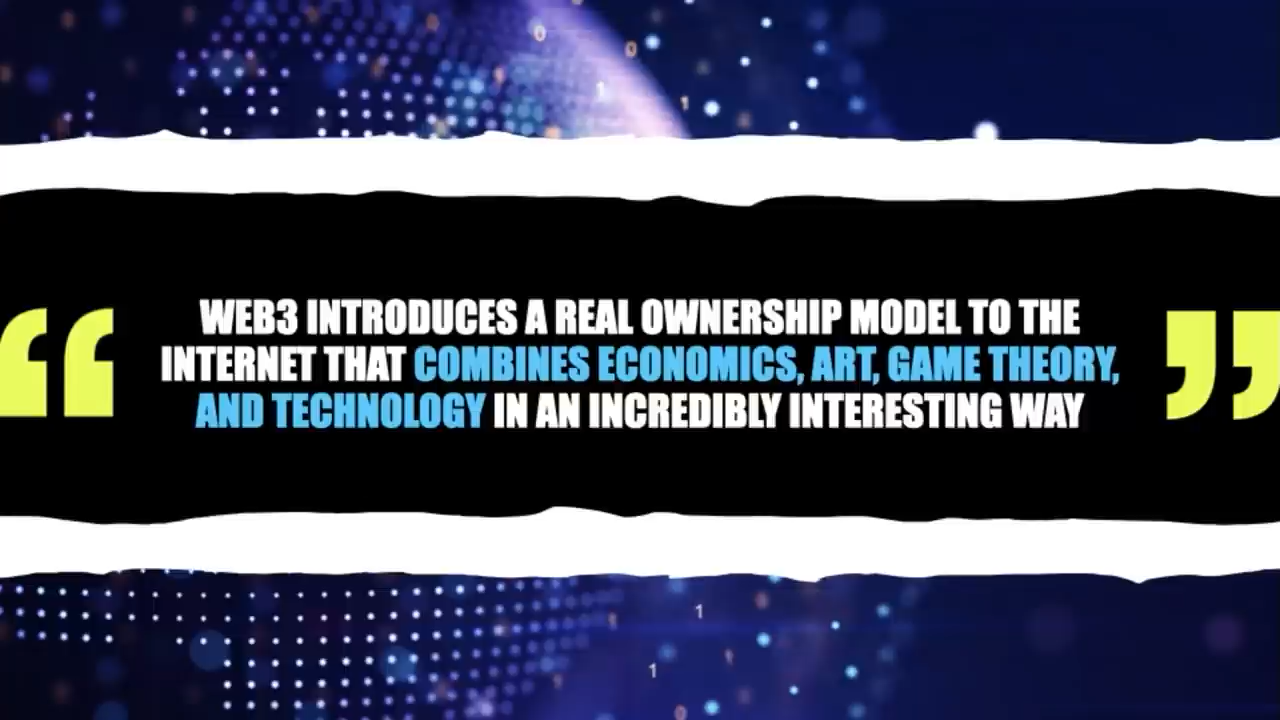 WEB3 INTRODUCES A REAL OWNERSHIP MODEL TO THE
INTERNET THAT COMBINES ECONOMICS, ART, GAME THEORY,
AND TECHNOLOGY IN AN INCREDIBLY INTERESTING WAY